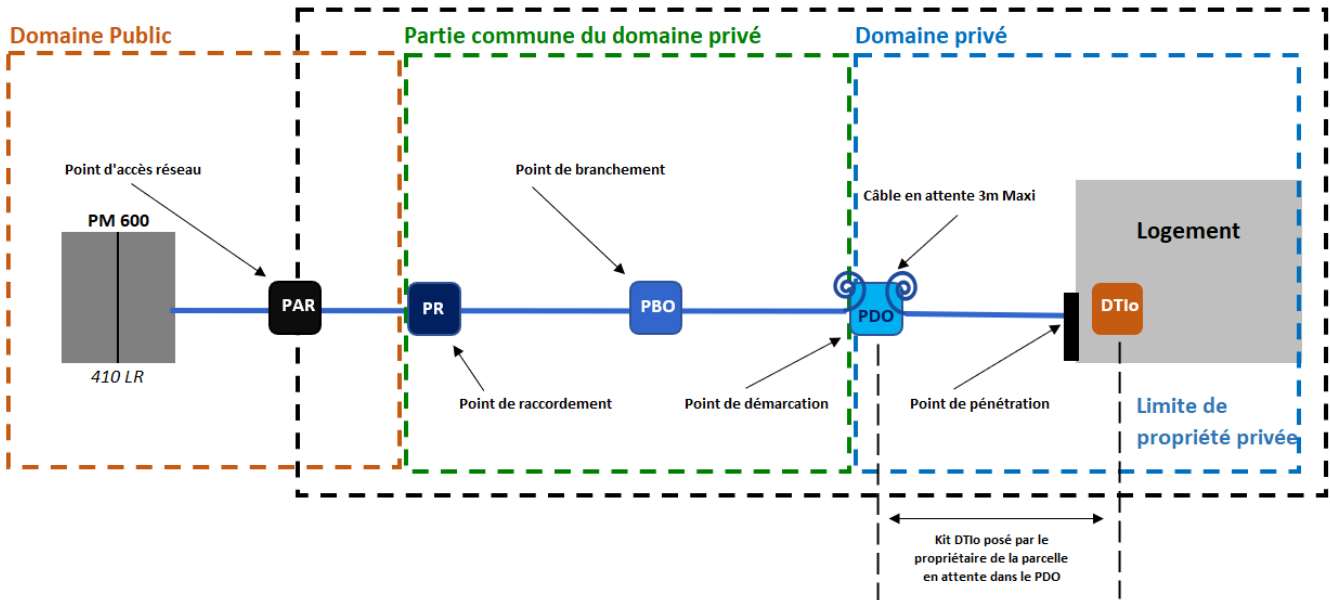 Domaine Public
Partie commune du domaine privé
Domaine privé
Point d'accès réseau
Point de branchement
Câble en attente 3m Maxi
PM 600
Logement
PAR
PR
PBO
PDO
DTIo
410 LR
Point de raccordement
Point de démarcation
Point de pénétration
Limite de
propriété privée
Kit DTIo posé par le
propriétaire de la parcelle
en attente dans le PDO